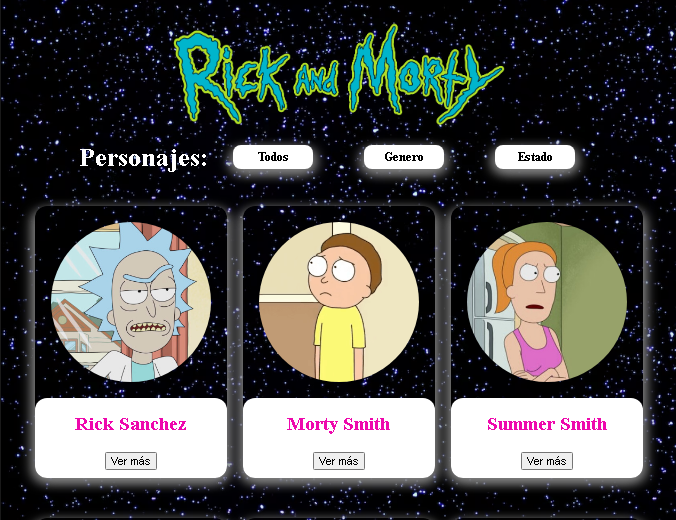 Rick and Morty
Personajes: Todos Genero Estado
Rick Sanchez Morty Smith Summer Smith
Ver más Ver más Ver más